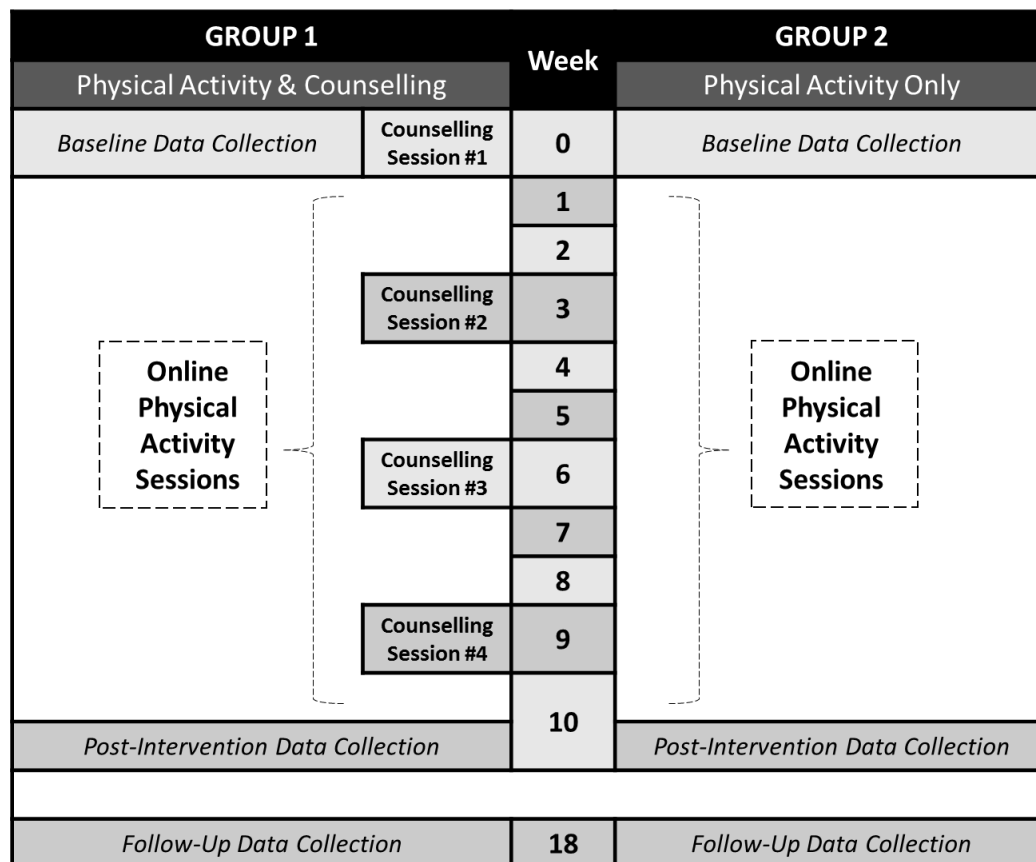 GROUP 1
Week
GROUP 2
Physical Activity & Counselling
Physical Activity Only
Baseline Data Collection
Counselling
Session #1
0
Baseline Data Collection
1
2
Counselling
Session #2
3
Online
Physical
Activity
Sessions
4
5
Online
Physical
Activity
Sessions
Counselling
Session #3
6
7
8
Counselling
Session #4
9
10
Post-Intervention Data Collection
Post-Intervention Data Collection
Follow-Up Data Collection
18
Follow-Up Data Collection